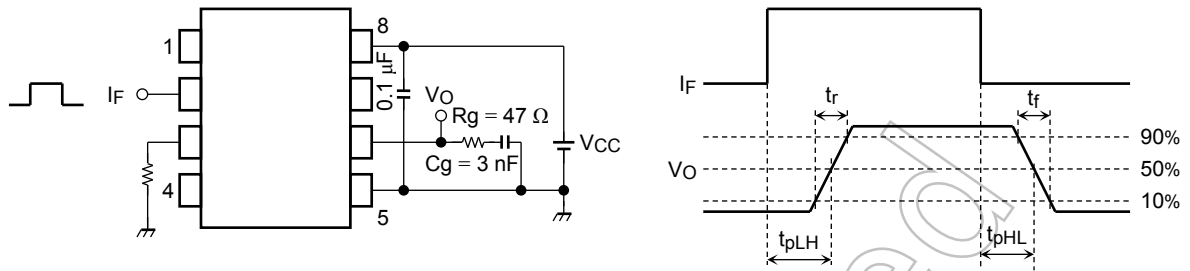 1
8
4
5
IF
0.1 µF
VO
Rg = 47 Ω
Cg = 3 nF
VCC
IF
tr
tf
VO
90%
50%
10%
tpLH
tpHL